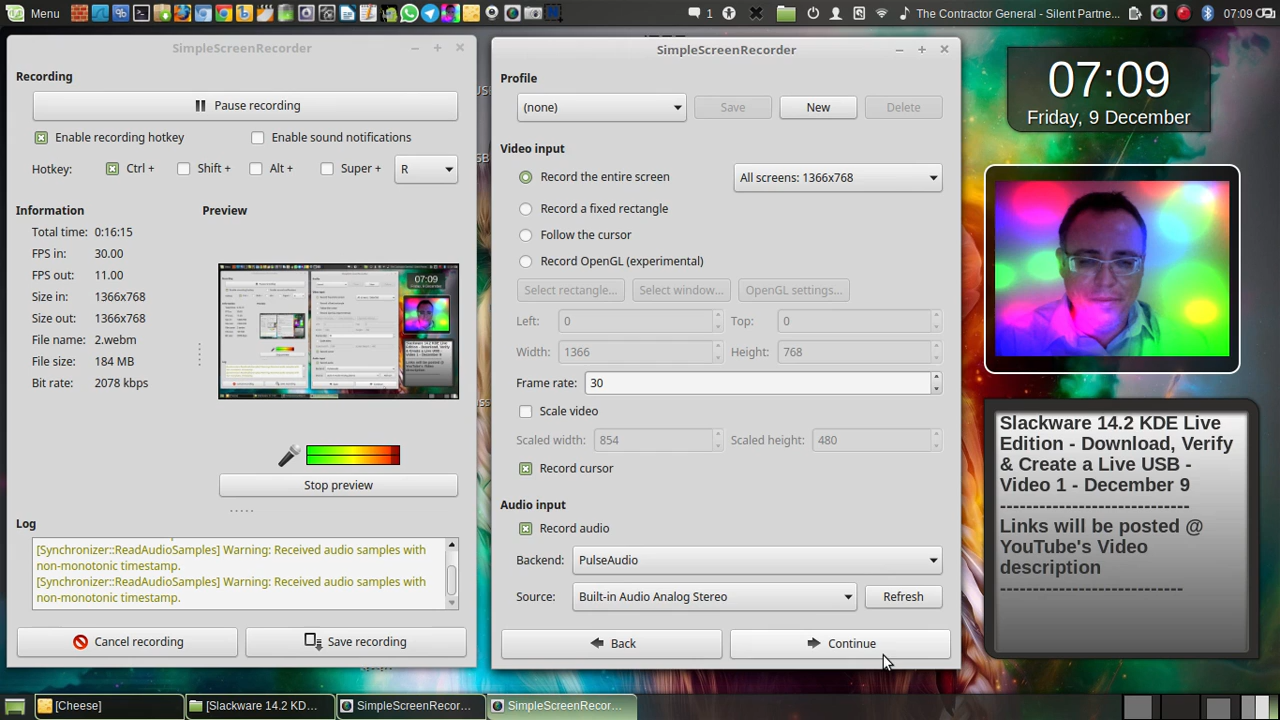 Menu
The Contractor General - Silent Partne...
07:09
SimpleScreenRecorder
Recording
Pause recording
Enable recording hotkey
Enable sound notifications
Hotkey:
Ctrl +
Shift +
Alt +
Super +
R
Information
Preview
Total time: 0:16:15
FPS in: 30.00
FPS out: 11.00
Size in: 1366x768
Size out: 1366x768
File name: 2.webm
File size: 184 MB
Bit rate: 2078 kbps
Stop preview
Log
[Synchronizer::ReadAudioSamples] Warning: Received audio samples with
non-monotonic timestamp.
[Synchronizer::ReadAudioSamples] Warning: Received audio samples with
non-monotonic timestamp.
Cancel recording
Save recording
SimpleScreenRecorder
Profile
(none)
Save
New
Delete
Video input
Record the entire screen
All screens: 1366x768
Record a fixed rectangle
Follow the cursor
Record OpenGL (experimental)
Select rectangle...
Select window...
OpenGL settings...
Left: 0
Top: 0
Width: 1366
Height: 768
Frame rate: 30
Scale video
Scaled width: 854
Scaled height: 480
Record cursor
Audio input
Record audio
Backend: PulseAudio
Source: Built-in Audio Analog Stereo
Refresh
Back
Continue
07:09
Friday, 9 December
Slackware 14.2 KDE Live
Edition - Download, Verify
& Create a Live USB -
Video 1 - December 9
----------------------------
Links will be posted @
YouTube's Video
description
---------------------------
[Cheese]
[Slackware 14.2 KD...
SimpleScreenRecor...
SimpleScreenRecor...